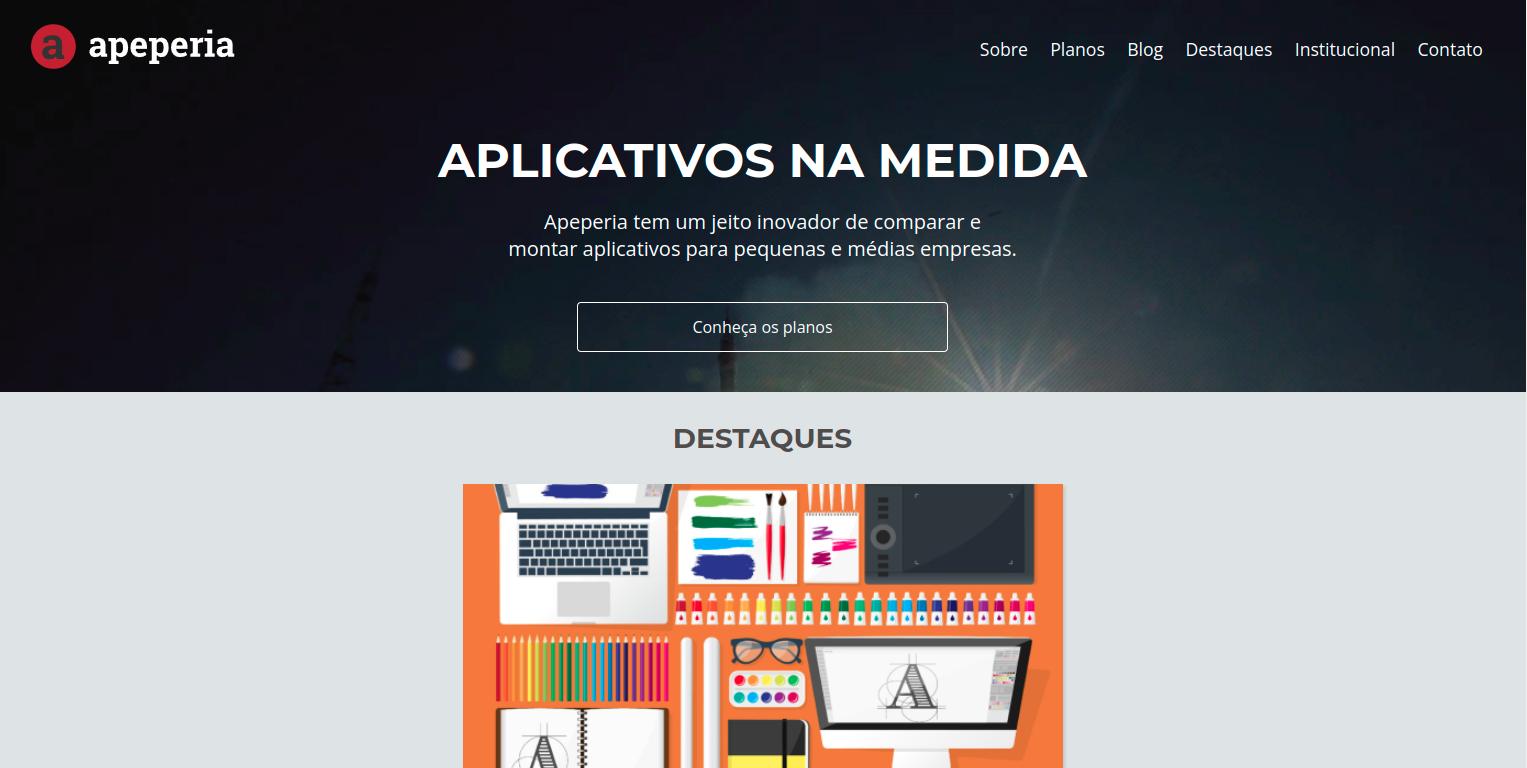 a apeperia
Sobre Planos Blog Destaques Institucional Contato
APLICATIVOS NA MEDIDA
Apeperia tem um jeito inovador de comparar e
montar aplicativos para pequenas e médias empresas.
Conheça os planos
DESTAQUES
A
A